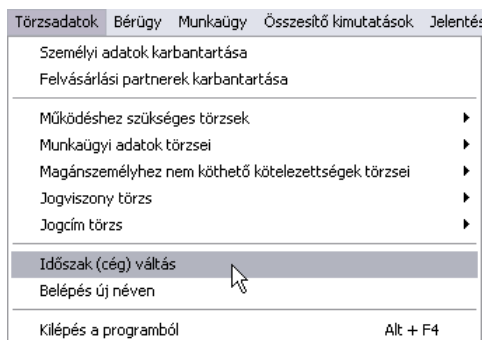 Törzsadatok Bérügy Munkaügy Összesítő kimutatások
Személyi adatok karbantartása
Felvásárlási partnerek karbantartása
Működéshez szükséges törzsek
Munkaügyi adatok törzsei
Magánszemélyhez nem köthető kötelezettségek törzsei
Jogviszony törzs
Jogcím törzs
Időszak (cég) váltás
Belépés új néven
Kilépés a programból Alt + F4